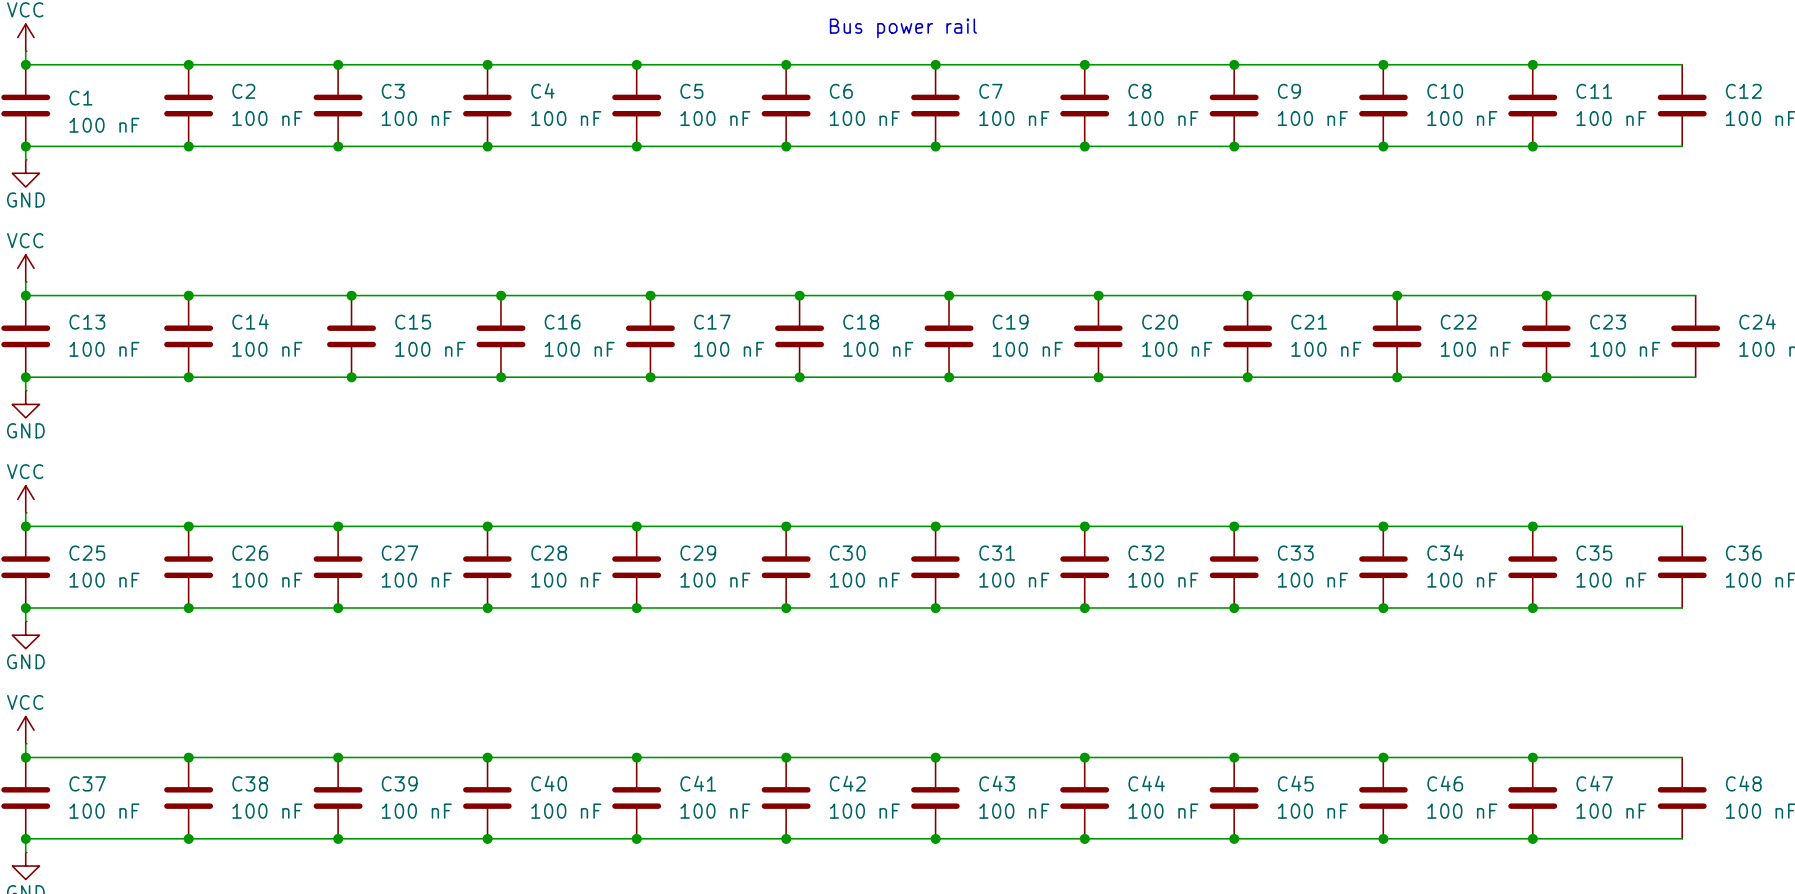 VCC
Bus power rail
C1 C2 C3 C4 C5 C6 C7 C8 C9 C10 C11 C12
100 nF 100 nF 100 nF 100 nF 100 nF 100 nF 100 nF 100 nF 100 nF 100 nF 100 nF 100 nF
GND
VCC
C13 C14 C15 C16 C17 C18 C19 C20 C21 C22 C23 C24
100 nF 100 nF 100 nF 100 nF 100 nF 100 nF 100 nF 100 nF 100 nF 100 nF 100 nF 100 n
GND
VCC
C25 C26 C27 C28 C29 C30 C31 C32 C33 C34 C35 C36
100 nF 100 nF 100 nF 100 nF 100 nF 100 nF 100 nF 100 nF 100 nF 100 nF 100 nF 100 nF
GND
VCC
C37 C38 C39 C40 C41 C42 C43 C44 C45 C46 C47 C48
100 nF 100 nF 100 nF 100 nF 100 nF 100 nF 100 nF 100 nF 100 nF 100 nF 100 nF 100 nF
GND